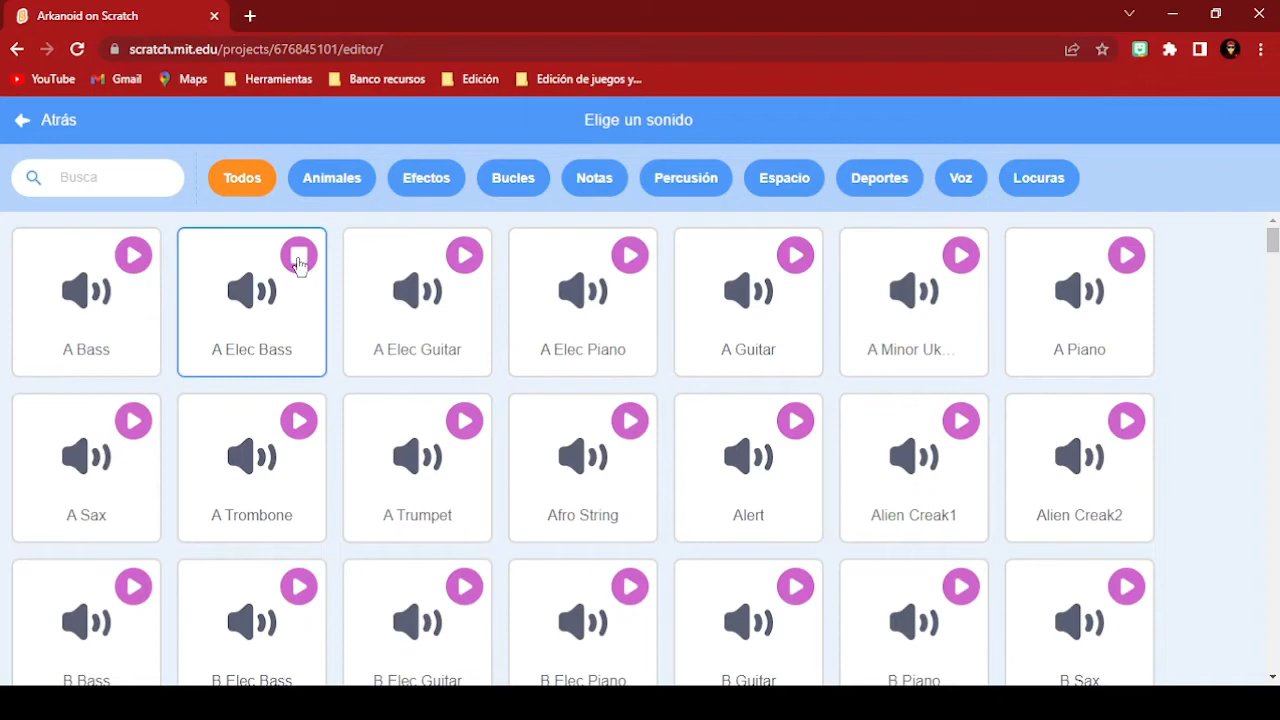 Arkanoid on Scratch
scratch.mit.edu/projects/676845101/editor/
YouTube Gmail Maps Herramientas Banco recursos Edición Edición de juegos y...
Atrás Elige un sonido
Busca Todos Animales Efectos Bucles Notas Percusión Espacio Deportes Voz Locuras
A Bass A Elec Bass A Elec Guitar A Elec Piano A Guitar A Minor Uk... A Piano
A Sax A Trombone A Trumpet Afro String Alert Alien Creak1 Alien Creak2
B Bass B Elec Bass B Elec Guitar B Elec Piano B Guitar B Piano B Sax